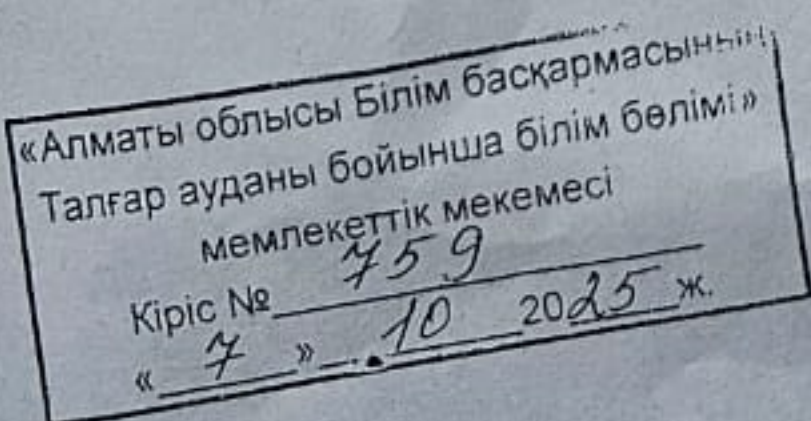 «Алматы облысы Білім басқармасының
Талғар ауданы бойынша білім бөлімі»
мемлекеттік мекемесі
Кіріс № 759
« 7 » 10 2025 ж.